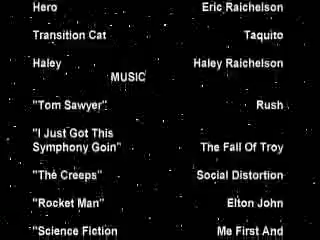 Hero Eric Raichelson
Transition Cat Taquito
Haley Haley Raichelson
MUSIC
"Tom Sawyer" Rush
"I Just Got This
Symphony Goin" The Fall Of Troy
"The Creeps" Social Distortion
"Rocket Man" Elton John
"Science Fiction Me First And